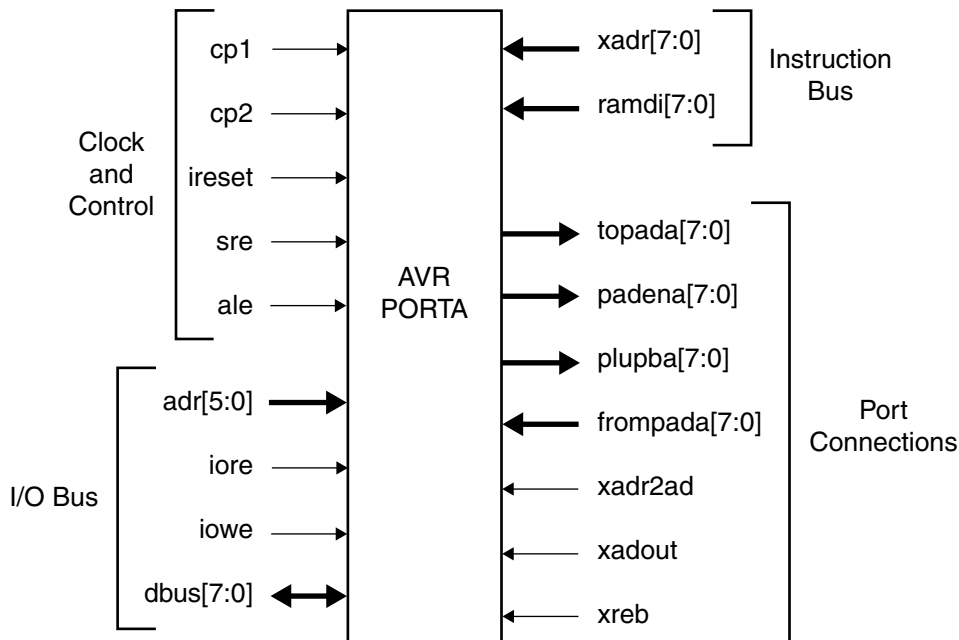 Clock
and
Control
cp1
cp2
ireset
sre
ale
I/O Bus
adr[5:0]
iore
iowe
dbus[7:0]
AVR
PORTA
xadr[7:0]
ramdi[7:0]
Instruction
Bus
topada[7:0]
padena[7:0]
plupba[7:0]
frompada[7:0]
xadr2ad
xadout
xreb
Port
Connections